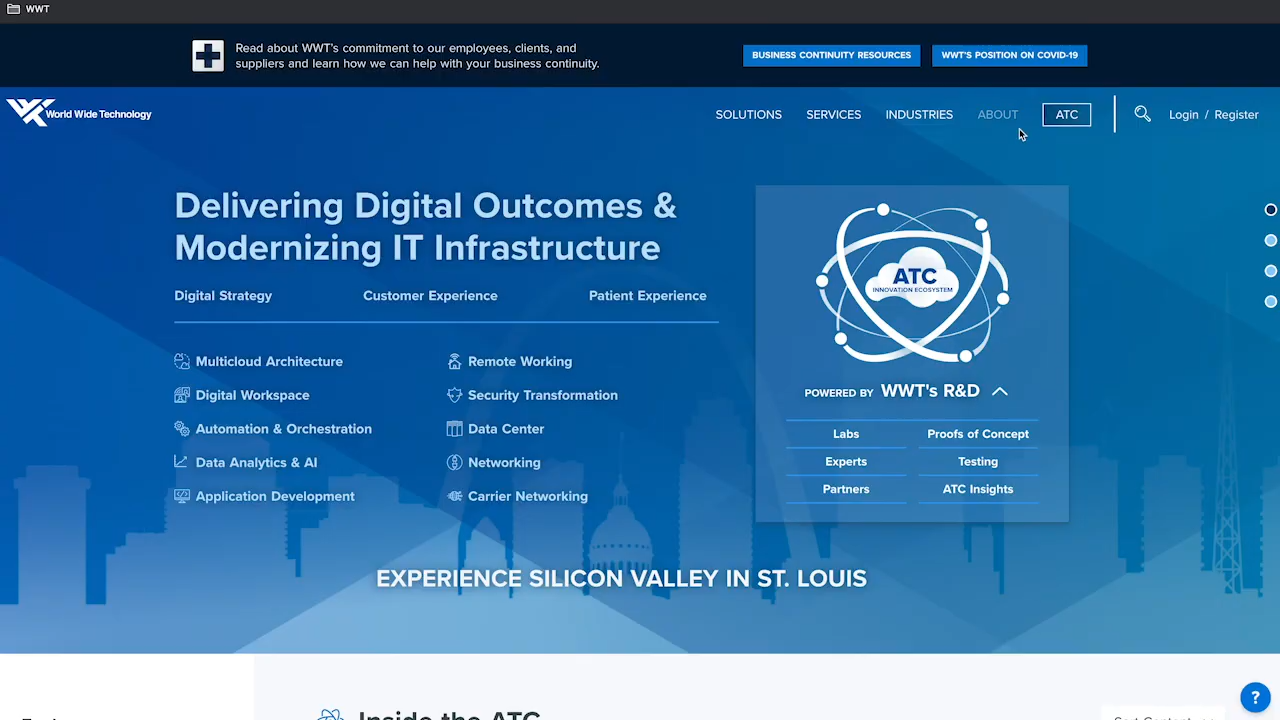 WWT
Read about WWT's commitment to our employees, clients, and
suppliers and learn how we can help with your business continuity.
BUSINESS CONTINUITY RESOURCES
WWT'S POSITION ON COVID-19
World Wide Technology
SOLUTIONS
SERVICES
INDUSTRIES
ABOUT
ATC
Login / Register
Delivering Digital Outcomes &
Modernizing IT Infrastructure
Digital Strategy
Customer Experience
Patient Experience
Multicloud Architecture
Remote Working
Digital Workspace
Security Transformation
Automation & Orchestration
Data Center
Data Analytics & AI
Networking
Application Development
Carrier Networking
ATC
INNOVATION ECOSYSTEM
POWERED BY WWT's R&D
Labs
Proofs of Concept
Experts
Testing
Partners
ATC Insights
EXPERIENCE SILICON VALLEY IN ST. LOUIS
Inside the ATC
?